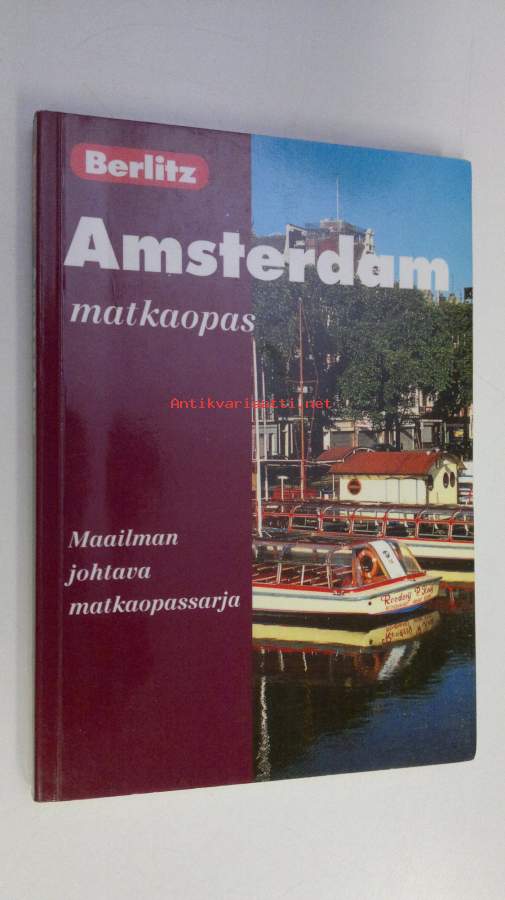 Berlitz
Amsterdam
matkaopas
Antikvariaatti.net
Maailman
johtava
matkaopassarja